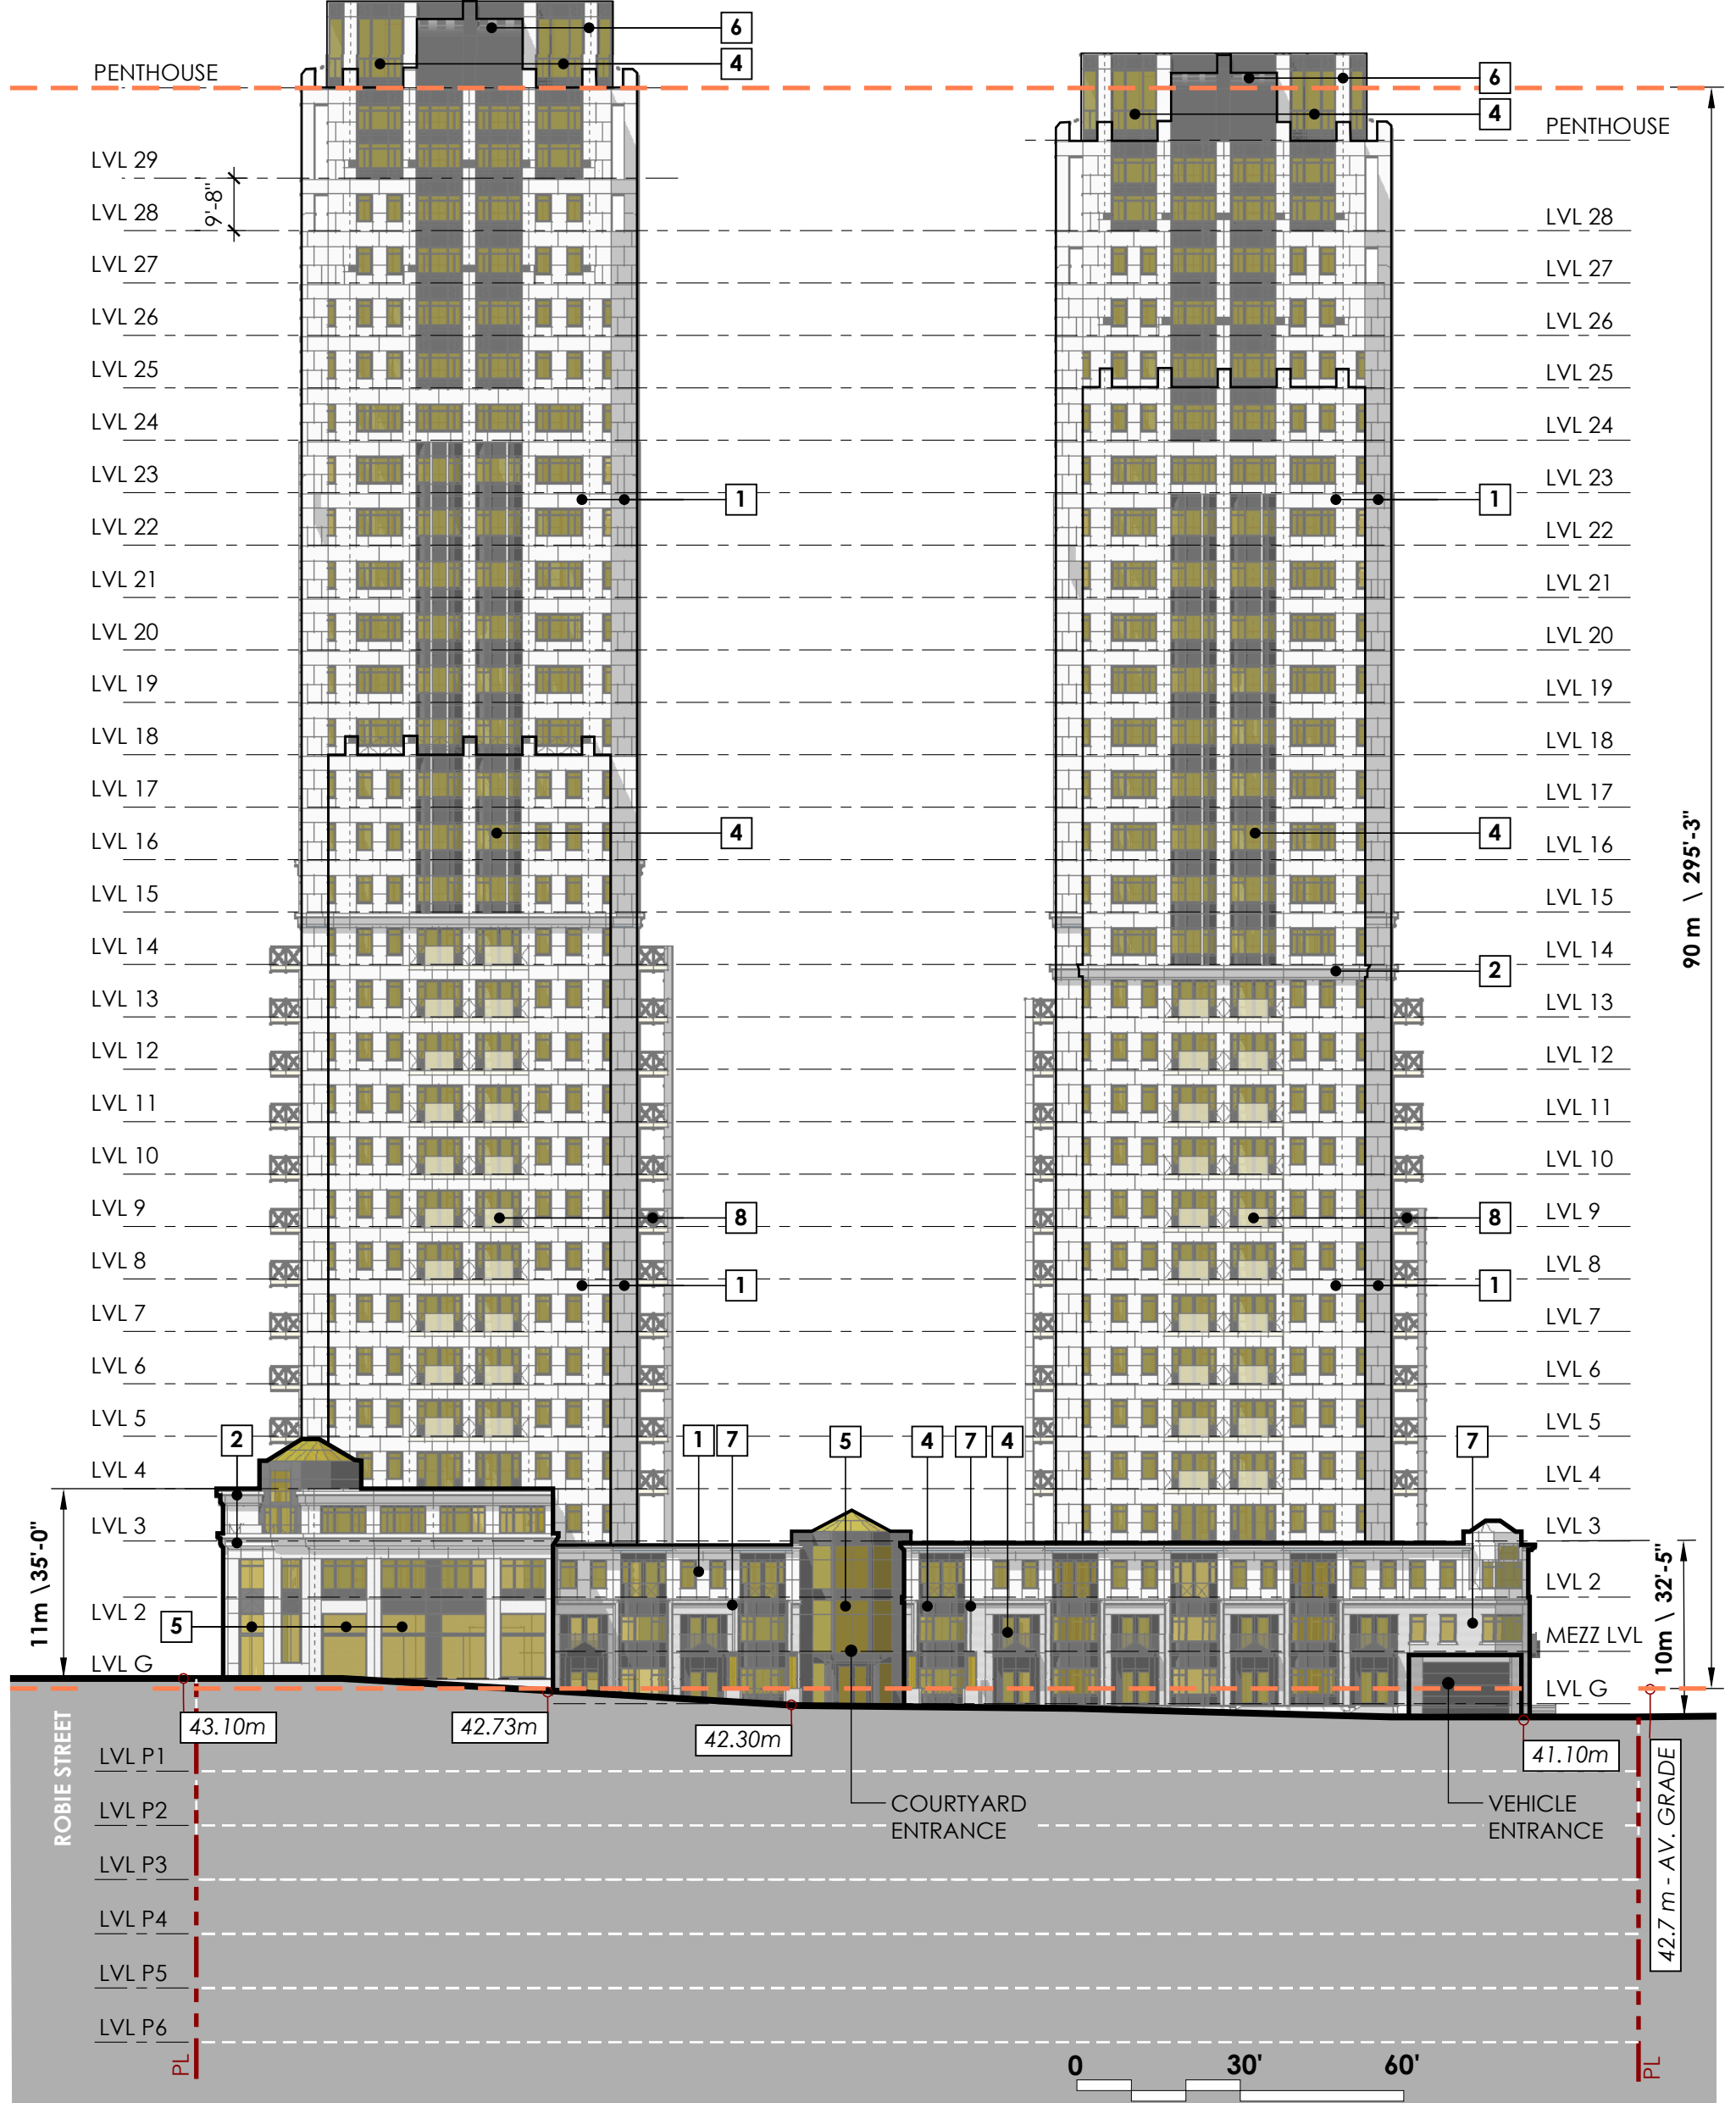 6
4
PENTHOUSE
6
4
PENTHOUSE
LVL 29
9'-8"
LVL 28
LVL 28
LVL 27
LVL 27
LVL 26
LVL 26
LVL 25
LVL 25
LVL 24
LVL 24
LVL 23
LVL 23
1
1
LVL 22
LVL 22
LVL 21
LVL 21
LVL 20
LVL 20
LVL 19
LVL 19
LVL 18
LVL 18
LVL 17
LVL 17
LVL 16
4
4
LVL 16
90 m \ 295'-3"
LVL 15
LVL 15
LVL 14
LVL 14
2
LVL 13
LVL 13
LVL 12
LVL 12
LVL 11
LVL 11
LVL 10
LVL 10
LVL 9
8
8
LVL 9
LVL 8
LVL 8
1
1
LVL 7
LVL 7
LVL 6
LVL 6
LVL 5
LVL 5
2
1
7
5
4
7
4
7
LVL 4
LVL 4
LVL 3
LVL 3
11m \35'-0"
10m \ 32'-5"
LVL 2
LVL 2
5
MEZZ LVL
LVL G
LVL G
43.10m
42.73m
42.30m
41.10m
42.7 m - AV. GRADE
ROBIE STREET
LVL P1
LVL P2
COURTYARD
ENTRANCE
VEHICLE
ENTRANCE
LVL P3
LVL P4
LVL P5
LVL P6
PL
PL
0
30'
60'